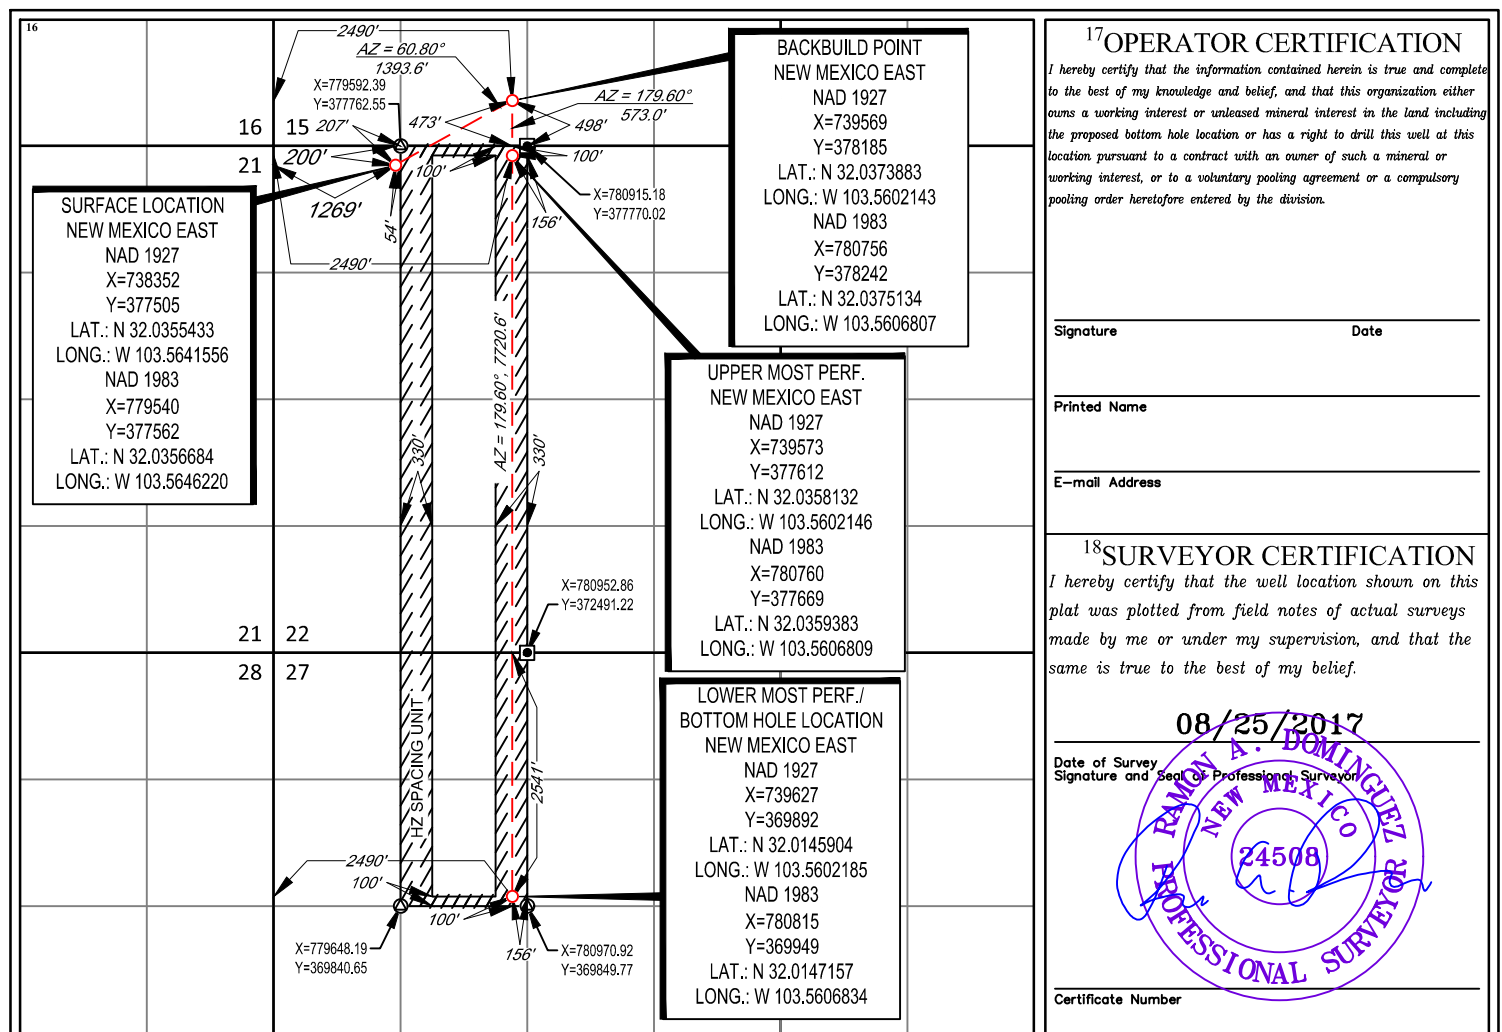 16
2490'
AZ = 60.80°
1393.6'
X=779592.39
Y=377762.55
AZ = 179.60°
573.0'
473'
498'
16 15
207'
200'
21
100'
100'
X=780915.18
Y=377770.02
1269'
54'
156'
2490'
SURFACE LOCATION
NEW MEXICO EAST
NAD 1927
X=738352
Y=377505
LAT.: N 32.0355433
LONG.: W 103.5641556
NAD 1983
X=779540
Y=377562
LAT.: N 32.0356684
LONG.: W 103.5646220
BACKBUILD POINT
NEW MEXICO EAST
NAD 1927
X=739569
Y=378185
LAT.: N 32.0373883
LONG.: W 103.5602143
NAD 1983
X=780756
Y=378242
LAT.: N 32.0375134
LONG.: W 103.5606807
AZ = 179.60°, 7720.6'
330'
330'
UPPER MOST PERF.
NEW MEXICO EAST
NAD 1927
X=739573
Y=377612
LAT.: N 32.0358132
LONG.: W 103.5602146
NAD 1983
X=780760
Y=377669
LAT.: N 32.0359383
LONG.: W 103.5606809
X=780952.86
Y=372491.22
21 22
28 27
HZ SPACING UNIT
2541'
LOWER MOST PERF./
BOTTOM HOLE LOCATION
NEW MEXICO EAST
NAD 1927
X=739627
Y=369892
LAT.: N 32.0145904
LONG.: W 103.5602185
NAD 1983
X=780815
Y=369949
LAT.: N 32.0147157
LONG.: W 103.5606834
2490'
100'
100'
156'
X=779648.19
Y=369840.65
X=780970.92
Y=369849.77
17 OPERATOR CERTIFICATION
I hereby certify that the information contained herein is true and complete
to the best of my knowledge and belief, and that this organization either
owns a working interest or unleased mineral interest in the land including
the proposed bottom hole location or has a right to drill this well at this
location pursuant to a contract with an owner of such a mineral or
working interest, or to a voluntary pooling agreement or a compulsory
pooling order heretofore entered by the division.
Signature Date
Printed Name
E-mail Address
18 SURVEYOR CERTIFICATION
I hereby certify that the well location shown on this
plat was plotted from field notes of actual surveys
made by me or under my supervision, and that the
same is true to the best of my belief.
08/25/2017
Date of Survey
Signature and Seal of Professional Surveyor
RAMON A. DOMINGUEZ
NEW MEXICO
24508
PROFESSIONAL SURVEYOR
Certificate Number